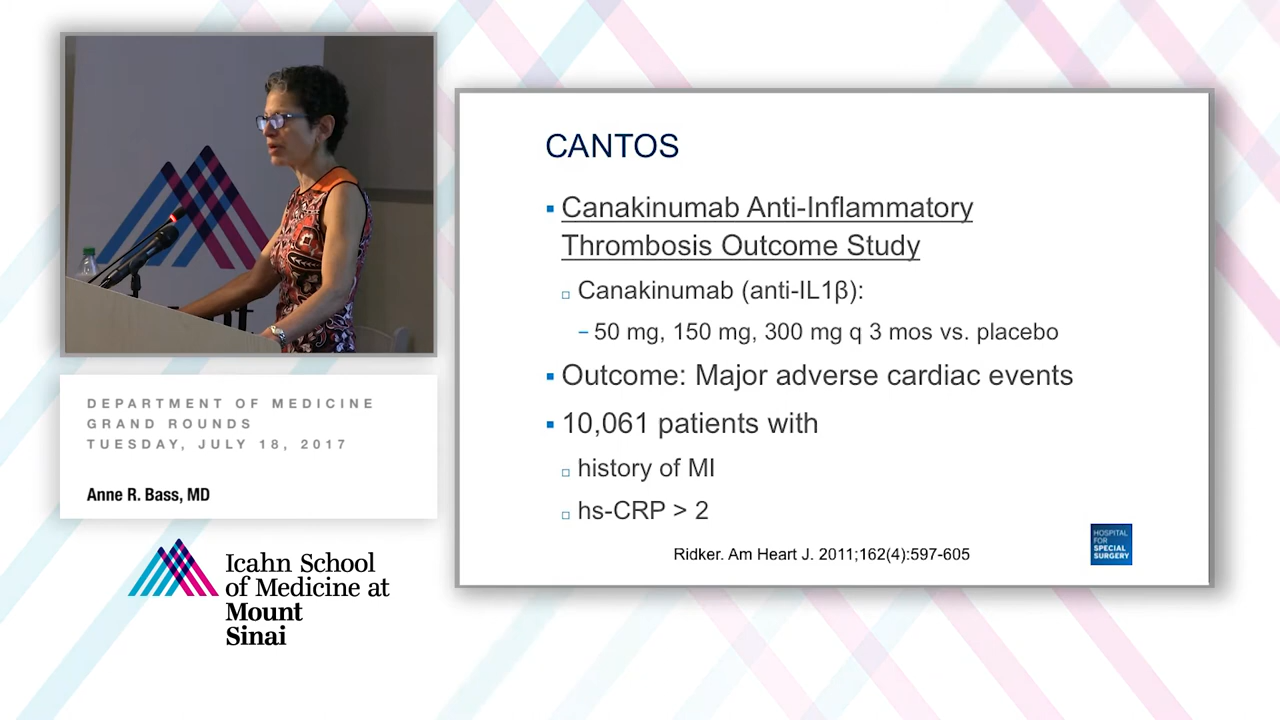 DEPARTMENT OF MEDICINE
GRAND ROUNDS
TUESDAY, JULY 18, 2017
Anne R. Bass, MD
Icahn School
of Medicine at
Mount
Sinai
CANTOS
Canakinumab Anti-Inflammatory
Thrombosis Outcome Study
Canakinumab (anti-IL1β):
50 mg, 150 mg, 300 mg q 3 mos vs. placebo
Outcome: Major adverse cardiac events
10,061 patients with
history of MI
hs-CRP > 2
Ridker. Am Heart J. 2011;162(4):597-605
HOSPITAL
FOR
SPECIAL
SURGERY